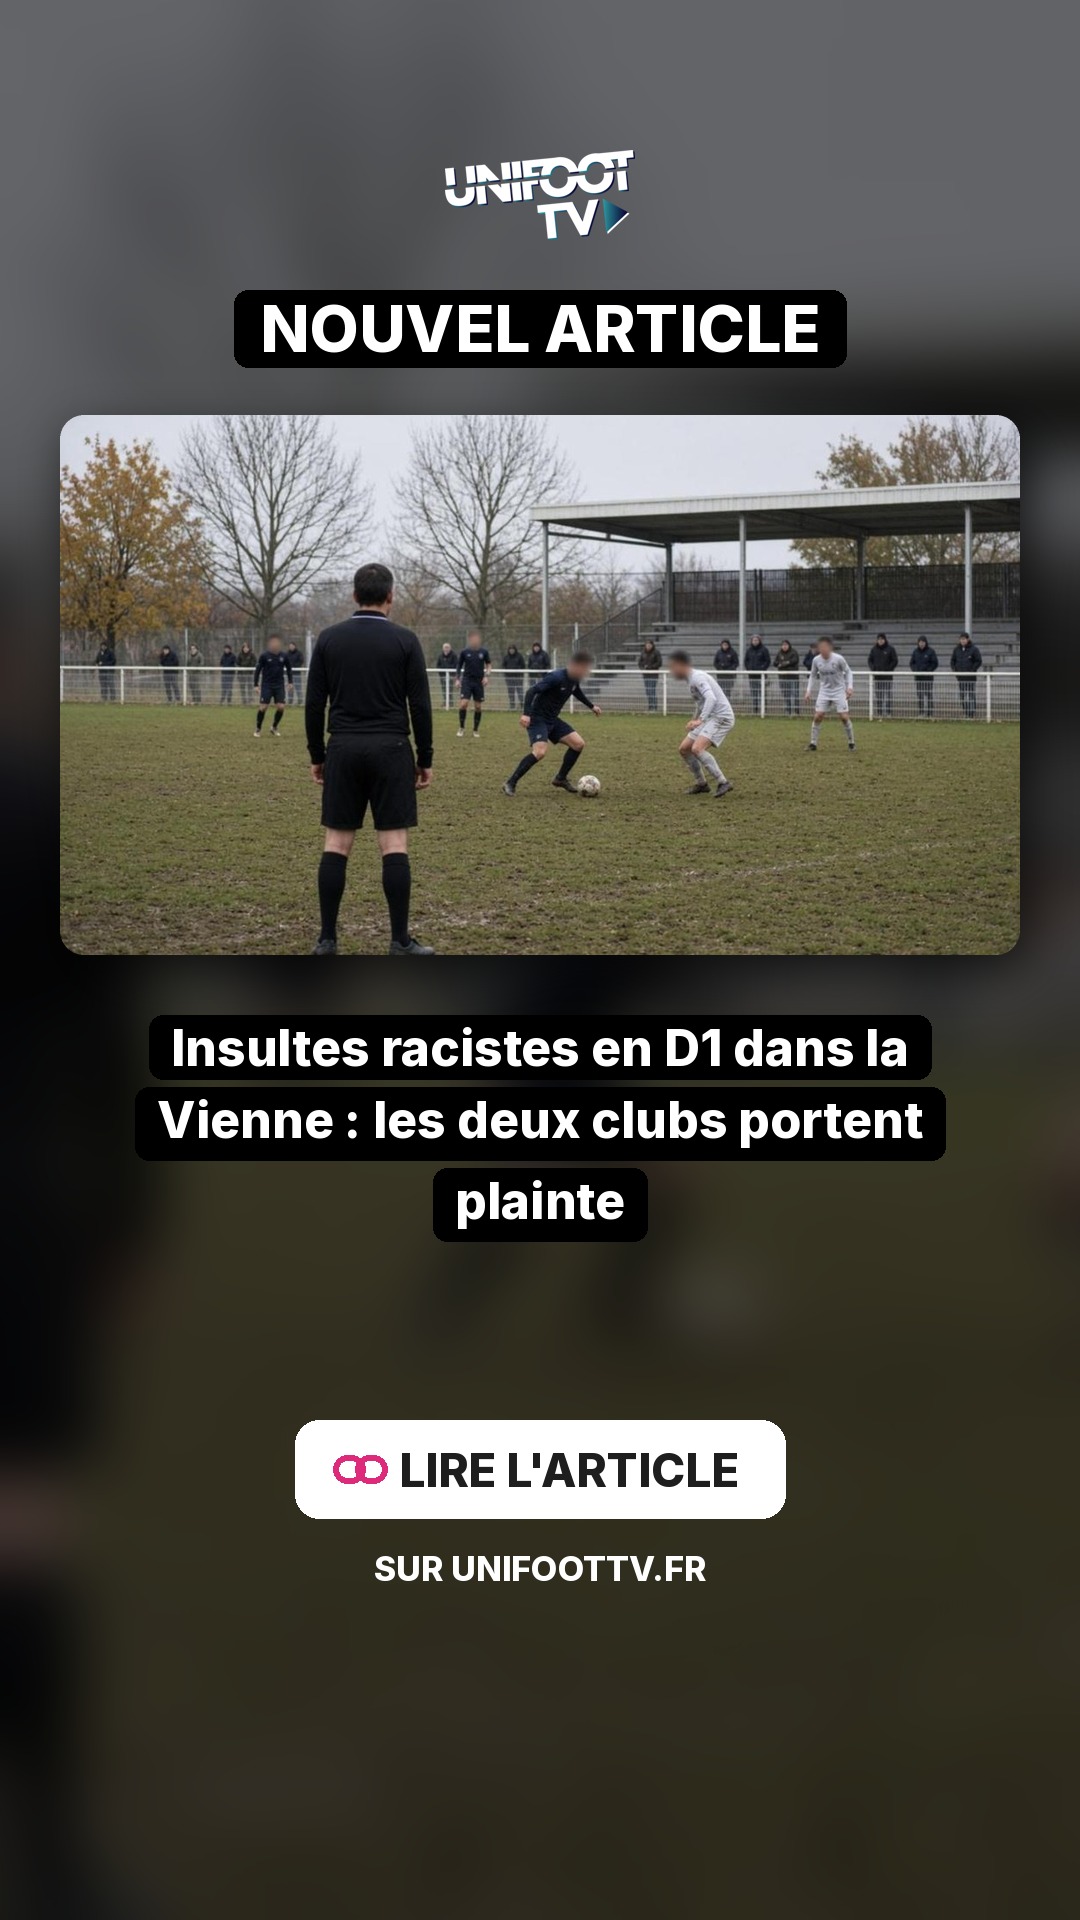 UNIFOOT
TV
NOUVEL ARTICLE
Insultes racistes en D1 dans la
Vienne : les deux clubs portent
plainte
LIRE L'ARTICLE
SUR UNIFOOTTV.FR